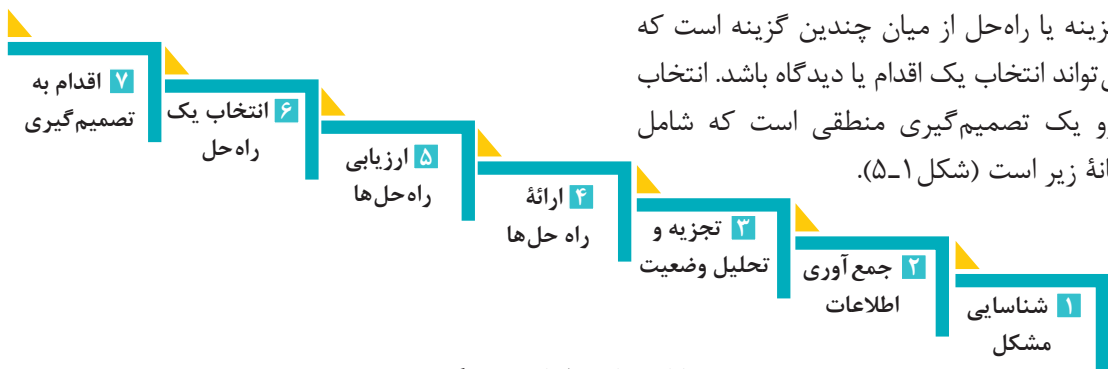 گزینه یا راه‌حل از میان چندین گزینه است که
می‌تواند انتخاب یک اقدام یا دیدگاه باشد. انتخاب
یک تصمیم‌گیری منطقی است که شامل
زیر است (شکل ۱ـ۵).
۱ شناسایی
مشکل
۲ جمع‌آوری
اطلاعات
۳ تجزیه و
تحلیل وضعیت
۴ ارائهٔ
راه حل‌ها
۵ ارزیابی
راه‌حل‌ها
۶ انتخاب یک
راه‌حل
۷ اقدام به
تصمیم‌گیری